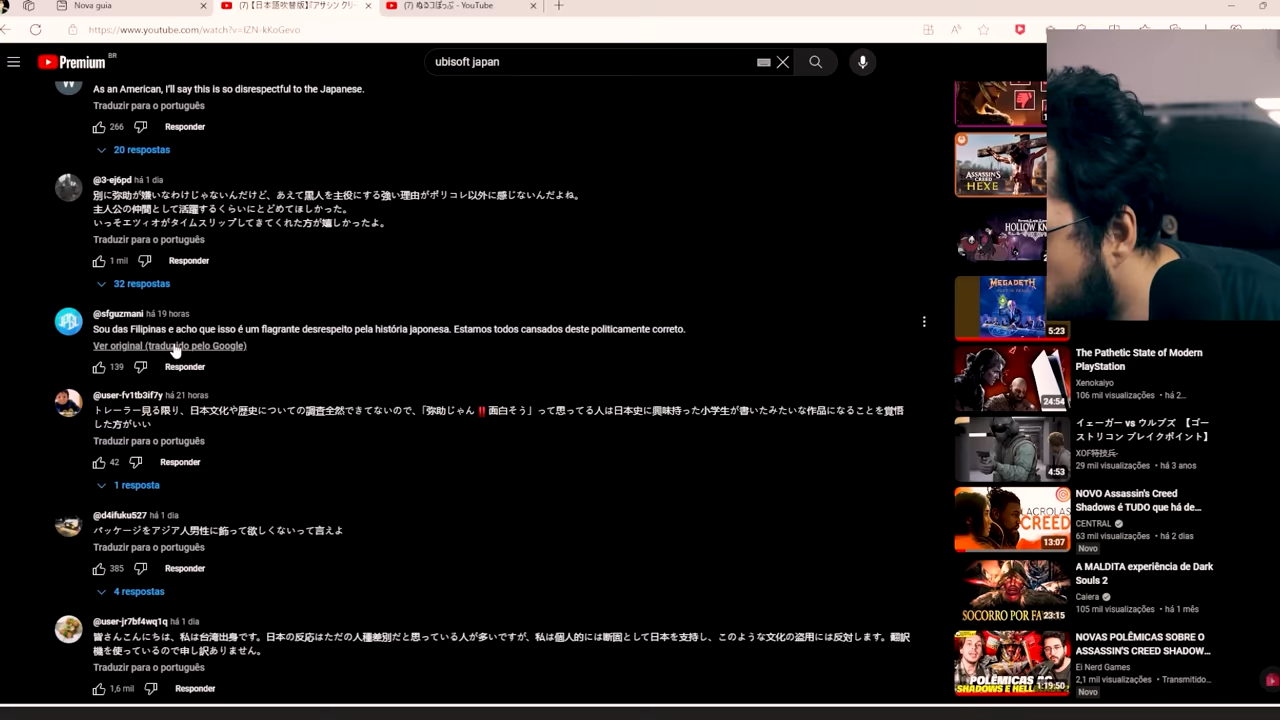 Nova guia
(7) 【日本語吹替版】『アサシン クリー
(7) ぬるぽっぷ - YouTube
https://www.youtube.com/watch?v=IZN-kKoGevo
Premium BR
ubisoft japan
As an American, I'll say this is so disrespectful to the Japanese.
Traduzir para o português
266 Responder
20 respostas
@3-ej6pd há 1 dia
別に弥助が嫌いなわけじゃないんだけど、あえて黒人を主役にする強い理由がポリコレ以外に感じないんだよね。
主人公の仲間として活躍するくらいにとどめてほしかった。
いっそエツィオがタイムスリップしてきてくれた方が嬉しかったよ。
Traduzir para o português
1 mil Responder
32 respostas
@sfguzmani há 19 horas
Sou das Filipinas e acho que isso é um flagrante desrespeito pela história japonesa. Estamos todos cansados deste politicamente correto.
Ver original (traduzido pelo Google)
139 Responder
@user-fv1tb3if7y há 21 horas
トレーラー見る限り、日本文化や歴史についての調査全然できてないので、「弥助じゃん‼️面白そう」って思ってる人は日本史に興味持った小学生が書いたみたいな作品になることを覚悟
した方がいい
Traduzir para o português
42 Responder
1 resposta
@d4ifuku527 há 1 dia
パッケージをアジア人男性に飾って欲しくないって言えよ
Traduzir para o português
385 Responder
4 respostas
@user-jr7bf4wq1q há 1 dia
皆さんこんにちは、私は台湾出身です。日本の反応はただの人種差別だと思っている人が多いですが、私は個人的には断固として日本を支持し、このような文化の盗用には反対します。翻訳
機を使っているので申し訳ありません。
Traduzir para o português
1,6 mil Responder
ASSASSIN'S
CREED
HEXE
HOLLOW KN
MEGADETH
5:23
The Pathetic State of Modern
PlayStation
Xenokaiyo
106 mil visualizações • há 2...
24:54
イェーガー vs ウルブズ 【ゴー
ストリコン ブレイクポイント】
XOF特技兵-
29 mil visualizações • há 3 anos
4:53
NOVO Assassin's Creed
Shadows é TUDO que há de...
CENTRAL
63 mil visualizações • há 2 dias
Novo
LACROLAS
CREED
13:07
A MALDITA experiência de Dark
Souls 2
Caiera
105 mil visualizações • há 1 mês
SOCORRO POR FA
23:15
NOVAS POLÊMICAS SOBRE O
ASSASSIN'S CREED SHADOW...
Ei Nerd Games
2,1 mil visualizações • Transmitido...
Novo
POLÊMICAS
SHADOWS E HELL
1:19:50